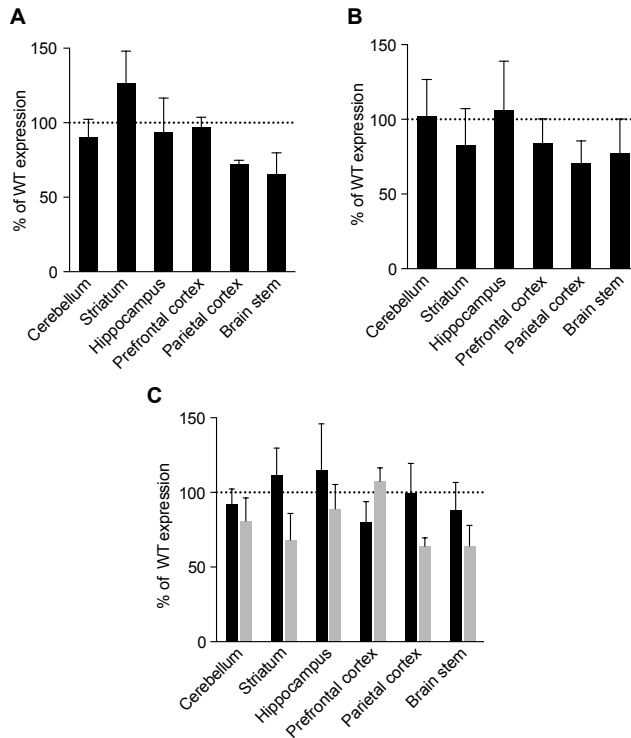 A
% of WT expression
150
100
50
0
Cerebellum
Striatum
Hippocampus
Prefrontal cortex
Parietal cortex
Brain stem
B
% of WT expression
150
100
50
0
Cerebellum
Striatum
Hippocampus
Prefrontal cortex
Parietal cortex
Brain stem
C
% of WT expression
150
100
50
0
Cerebellum
Striatum
Hippocampus
Prefrontal cortex
Parietal cortex
Brain stem